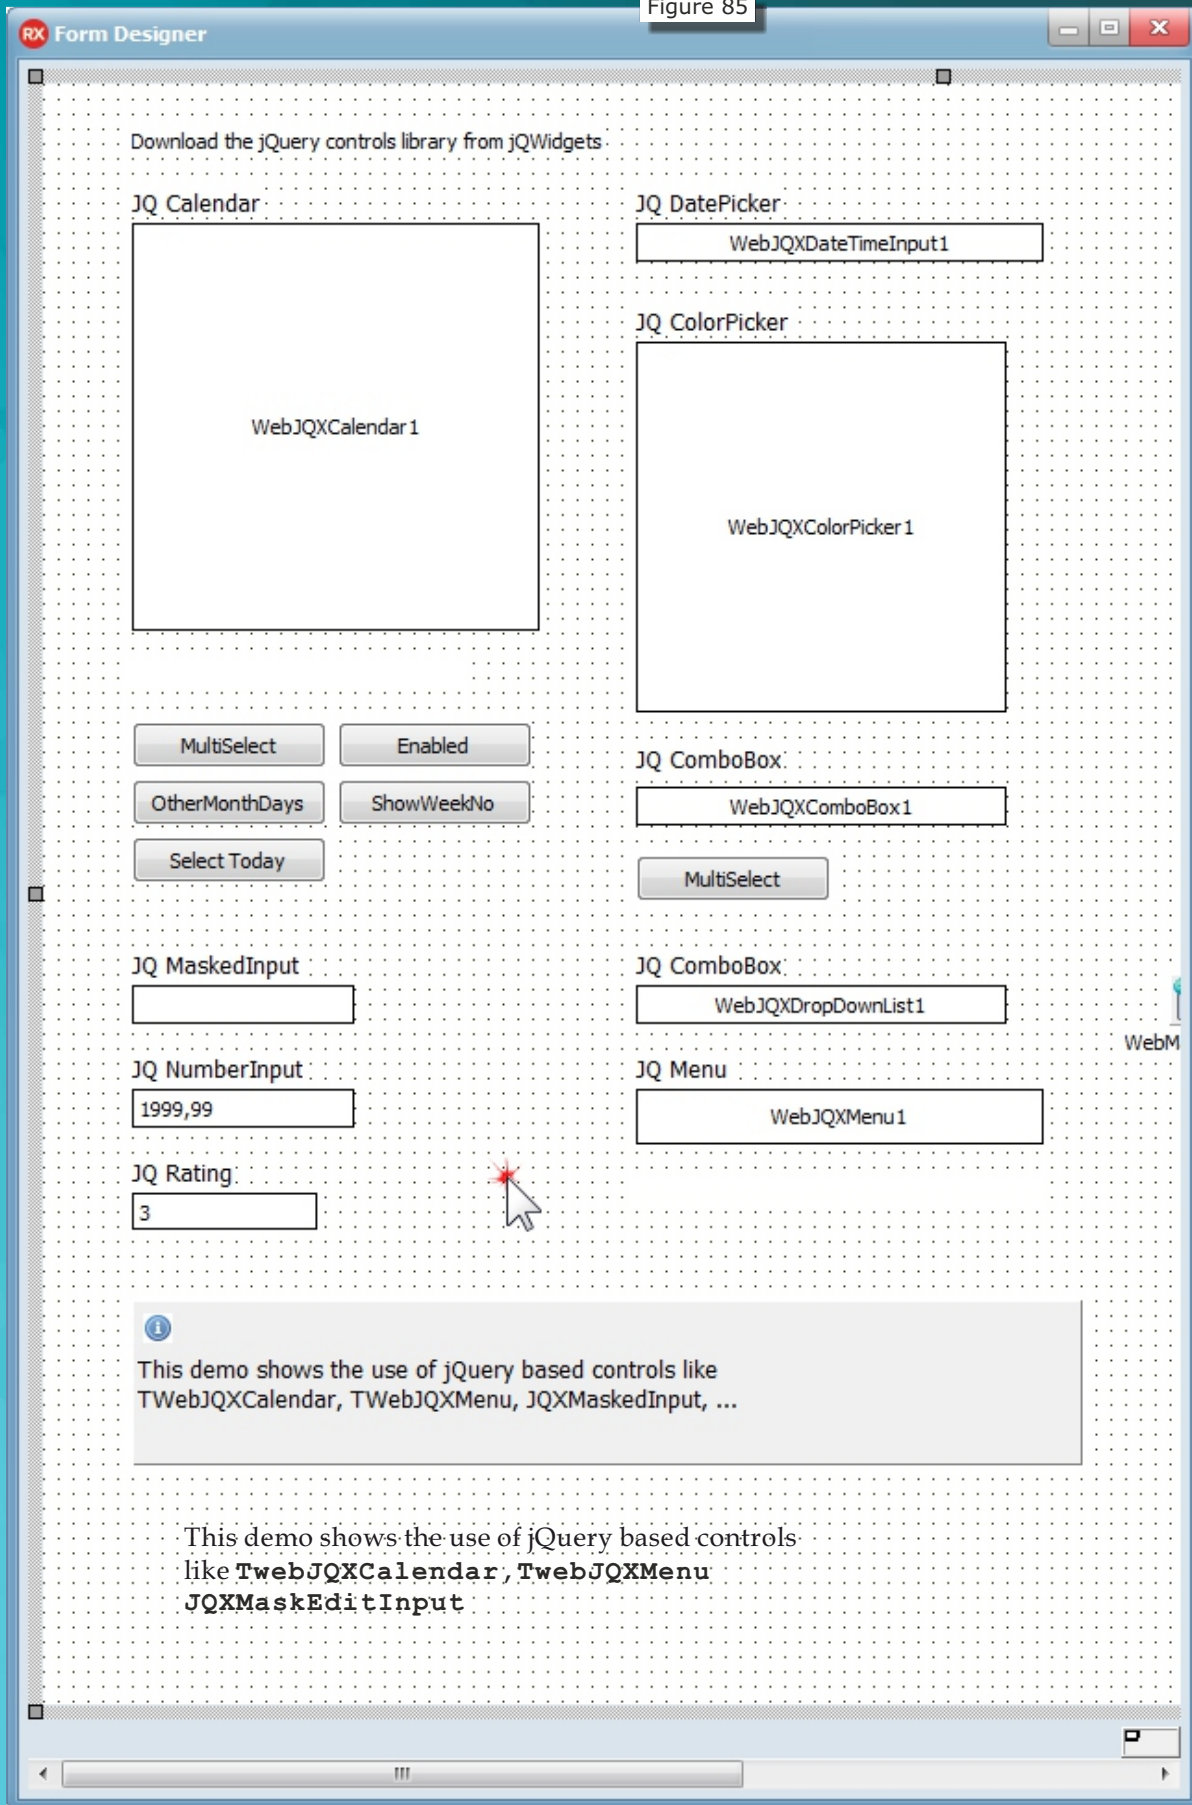 Figure 85
RX Form Designer
Download the jQuery controls library from jQWidgets
JQ Calendar
WebJQXCalendar1
JQ DatePicker
WebJQXDateTimeInput1
JQ ColorPicker
WebJQXColorPicker1
MultiSelect
Enabled
OtherMonthDays
ShowWeekNo
Select Today
JQ ComboBox
WebJQXComboBox1
MultiSelect
JQ MaskedInput
JQ ComboBox
WebJQXDropDownList1
WebM
JQ NumberInput
1999,99
JQ Menu
WebJQXMenu1
JQ Rating
3
This demo shows the use of jQuery based controls like
TWebJQXCalendar, TWebJQXMenu, JQXMaskedInput, ...
This demo shows the use of jQuery based controls
like TwebJQXCalendar,TwebJQXMenu
JQXMaskEditInput